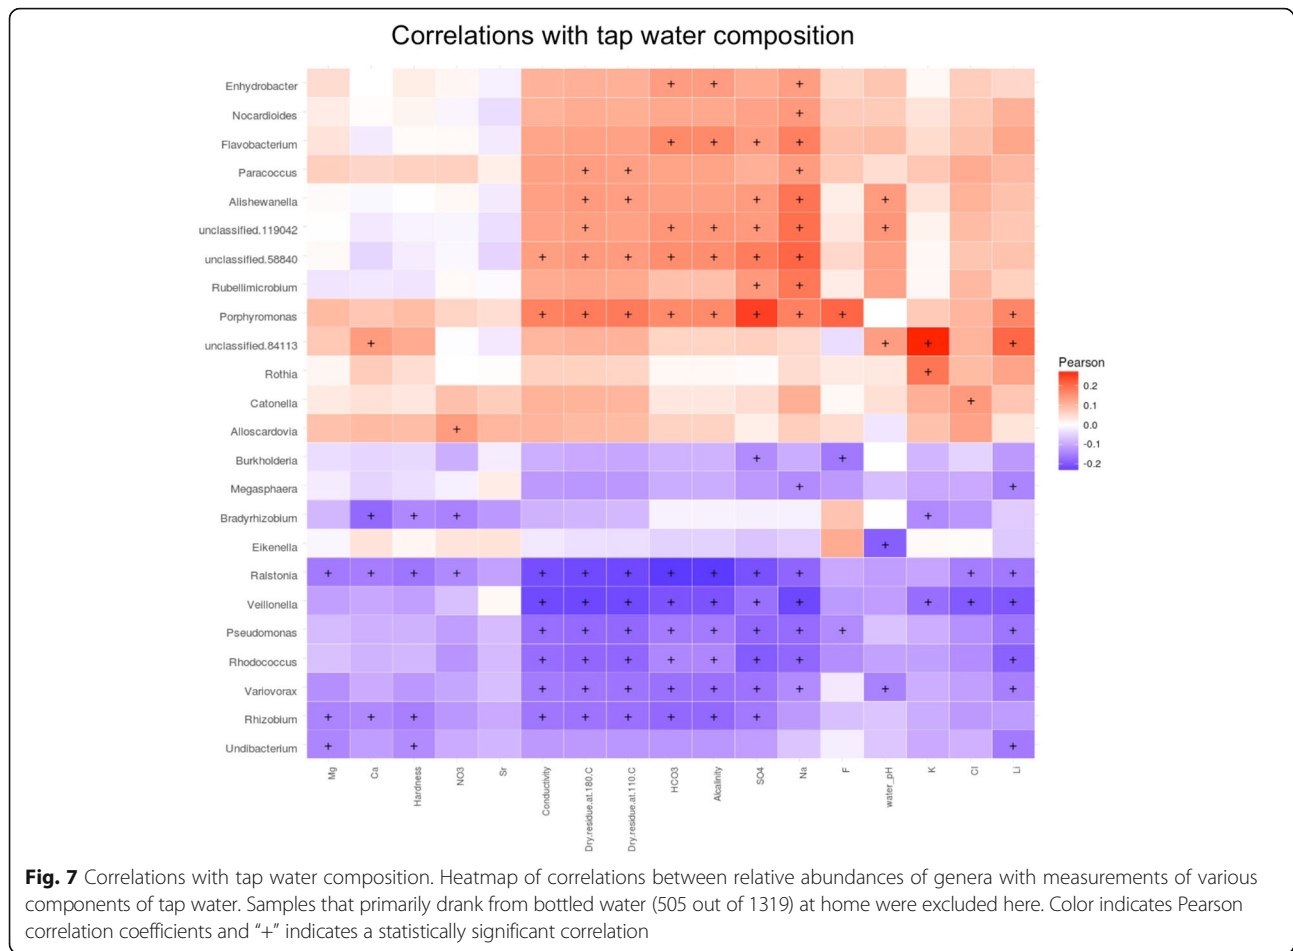 Correlations with tap water composition
Enhydrobacter
+ + +
Nocardioides
+
Flavobacterium
+ + + +
Paracoccus
+ + +
Alishewanella
+ + + + +
unclassified.119042
+ + + + + +
unclassified.58840
+ + + + + + +
Rubellimicrobium
+ +
Porphyromonas
+ + + + + + + + +
unclassified.84113
+ + + +
Rothia
+
Catonella
+
Alloscardovia
+
Burkholderia
+ +
Megasphaera
+ +
Bradyrhizobium
+ + + +
Eikenella
+
Ralstonia
+ + + + + + + + + + + + +
Veillonella
+ + + + + + + + + +
Pseudomonas
+ + + + + + + + +
Rhodococcus
+ + + + + + + +
Variovorax
+ + + + + + + + +
Rhizobium
+ + + + + + + + +
Undibacterium
+ + +
Mg
Ca
Hardness
NO3
Sr
Conductivity
Dry.residue.at.180.C
Dry.residue.at.110.C
HCO3
Alcalinity
SO4
Na
F
water_pH
K
Cl
Li
Pearson
0.2
0.1
0.0
-0.1
-0.2
Fig. 7 Correlations with tap water composition. Heatmap of correlations between relative abundances of genera with measurements of various
components of tap water. Samples that primarily drank from bottled water (505 out of 1319) at home were excluded here. Color indicates Pearson
correlation coefficients and “+” indicates a statistically significant correlation